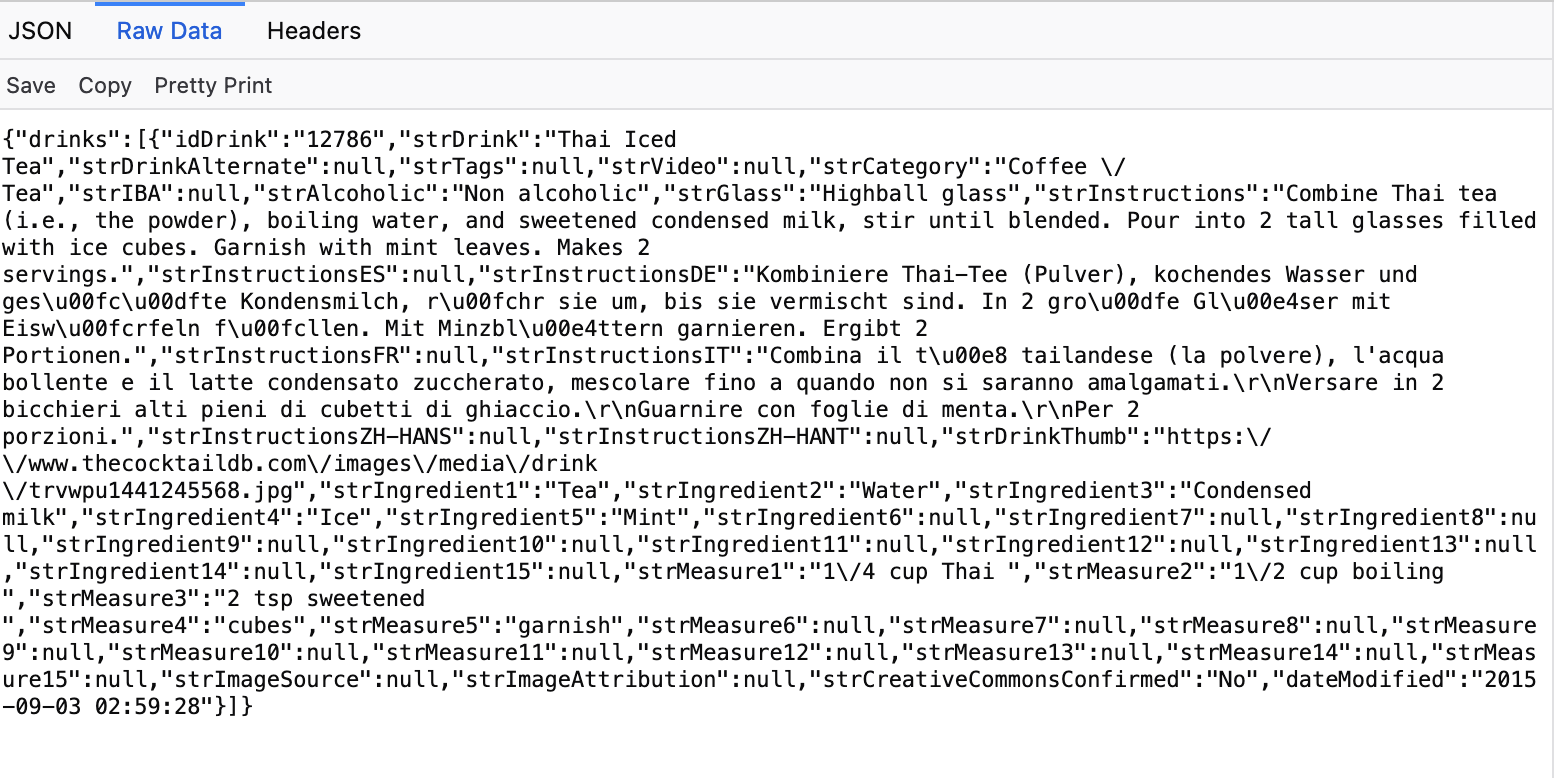 JSON Raw Data Headers
Save Copy Pretty Print
{"drinks":[{"idDrink":"12786","strDrink":"Thai Iced
Tea","strDrinkAlternate":null,"strTags":null,"strVideo":null,"strCategory":"Coffee \/
Tea","strIBA":null,"strAlcoholic":"Non alcoholic","strGlass":"Highball glass","strInstructions":"Combine Thai tea
(i.e., the powder), boiling water, and sweetened condensed milk, stir until blended. Pour into 2 tall glasses filled
with ice cubes. Garnish with mint leaves. Makes 2
servings.","strInstructionsES":null,"strInstructionsDE":"Kombiniere Thai-Tee (Pulver), kochendes Wasser und
ges\u00fc\u00dfte Kondensmilch, r\u00fchr sie um, bis sie vermischt sind. In 2 gro\u00dfe Gl\u00e4ser mit
Eisw\u00fcrfeln f\u00fcllen. Mit Minzbl\u00e4ttern garnieren. Ergibt 2
Portionen.","strInstructionsFR":null,"strInstructionsIT":"Combina il t\u00e8 tailandese (la polvere), l'acqua
bollente e il latte condensato zuccherato, mescolare fino a quando non si saranno amalgamati.\r\nVersare in 2
bicchieri alti pieni di cubetti di ghiaccio.\r\nGuarnire con foglie di menta.\r\nPer 2
porzioni.","strInstructionsZH-HANS":null,"strInstructionsZH-HANT":null,"strDrinkThumb":"https:\/
\/www.thecocktaildb.com\/images\/media\/drink
\/trvwpu1441245568.jpg","strIngredient1":"Tea","strIngredient2":"Water","strIngredient3":"Condensed
milk","strIngredient4":"Ice","strIngredient5":"Mint","strIngredient6":null,"strIngredient7":null,"strIngredient8":nu
ll,"strIngredient9":null,"strIngredient10":null,"strIngredient11":null,"strIngredient12":null,"strIngredient13":null
,"strIngredient14":null,"strIngredient15":null,"strMeasure1":"1\/4 cup Thai ","strMeasure2":"1\/2 cup boiling
","strMeasure3":"2 tsp sweetened
","strMeasure4":"cubes","strMeasure5":"garnish","strMeasure6":null,"strMeasure7":null,"strMeasure8":null,"strMeasure
9":null,"strMeasure10":null,"strMeasure11":null,"strMeasure12":null,"strMeasure13":null,"strMeasure14":null,"strMeas
ure15":null,"strImageSource":null,"strImageAttribution":null,"strCreativeCommonsConfirmed":"No","dateModified":"2015
-09-03 02:59:28"}]}